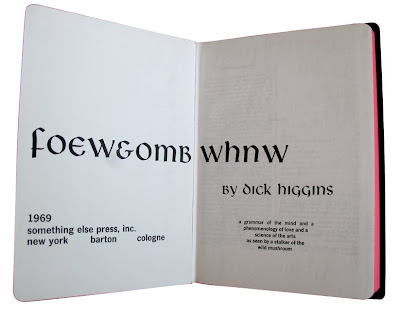 foew&ombwhnw
by dick higgins
1969
something else press, inc.
new york barton cologne
a grammar of the mind and a
phenomenology of love and a
science of the arts
as seen by a stalker of the
wild mushroom